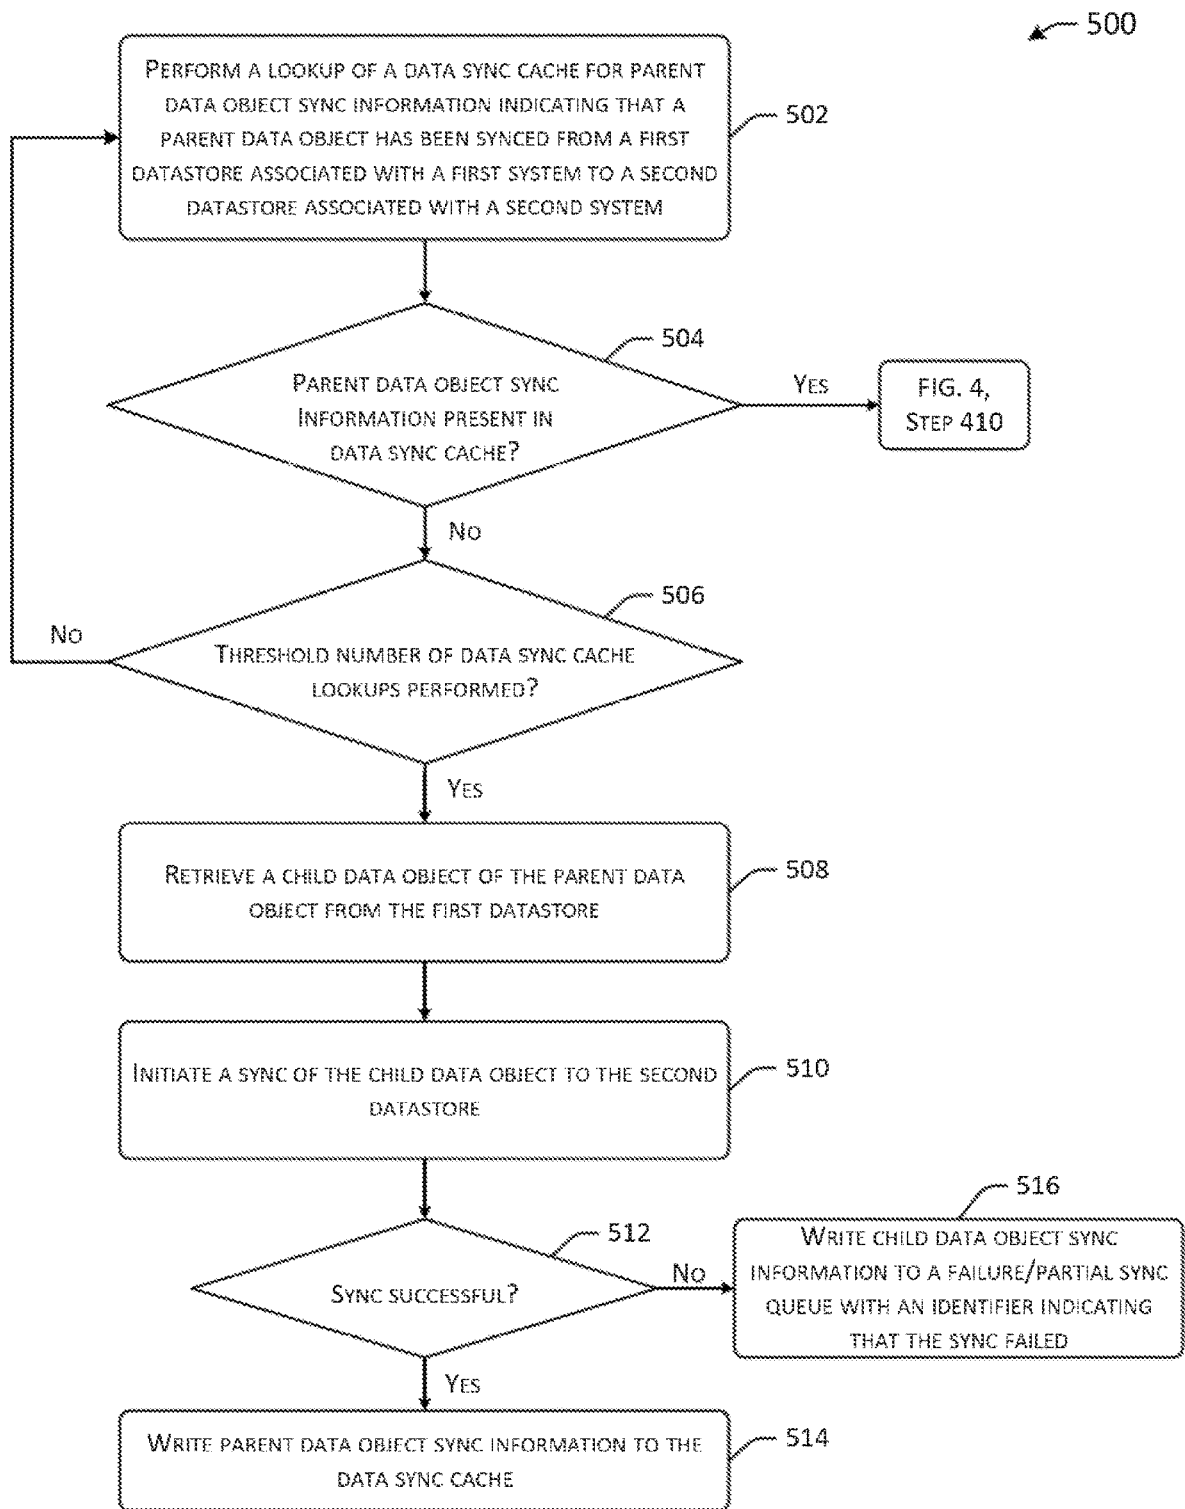 500
Perform a lookup of a data sync cache for parent
data object sync information indicating that a
parent data object has been synced from a first
datastore associated with a first system to a second
datastore associated with a second system
502
504
Parent data object sync
Information present in
data sync cache?
Yes
FIG. 4,
Step 410
No
506
No
Threshold number of data sync cache
lookups performed?
Yes
Retrieve a child data object of the parent data
object from the first datastore
508
Initiate a sync of the child data object to the second
datastore
510
512
Sync successful?
No
516
Write child data object sync
information to a failure/partial sync
queue with an identifier indicating
that the sync failed
Yes
Write parent data object sync information to the
data sync cache
514